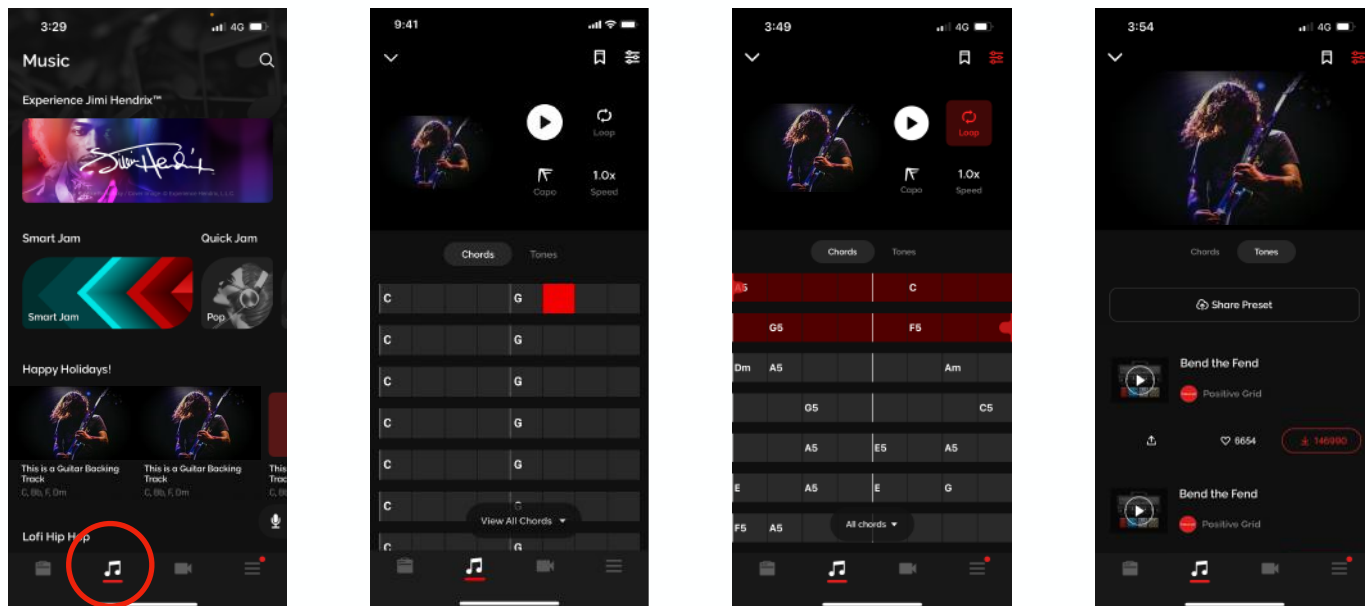 3:29
4G
Music
Experience Jimi Hendrix™
Jimi Hendrix
Smart Jam Quick Jam
Smart Jam
Pop
Happy Holidays!
This is a Guitar Backing Track
C, Bb, F, Dm
This is a Guitar Backing Track
C, Bb, F, Dm
Lofi Hip Hop
9:41
Loop
Capo
1.0x
Speed
Chords Tones
C G
C G
C G
C G
C G
C G
View All Chords
C G
3:49
4G
Loop
Capo
1.0x
Speed
Chords Tones
A5 C
G5 F5
Dm A5 Am
G5 C5
A5 E5 A5
E A5 E G
F5 A5
All chords
3:54
4G
Chords Tones
Share Preset
Bend the Fend
Positive Grid
6654
146990
Bend the Fend
Positive Grid